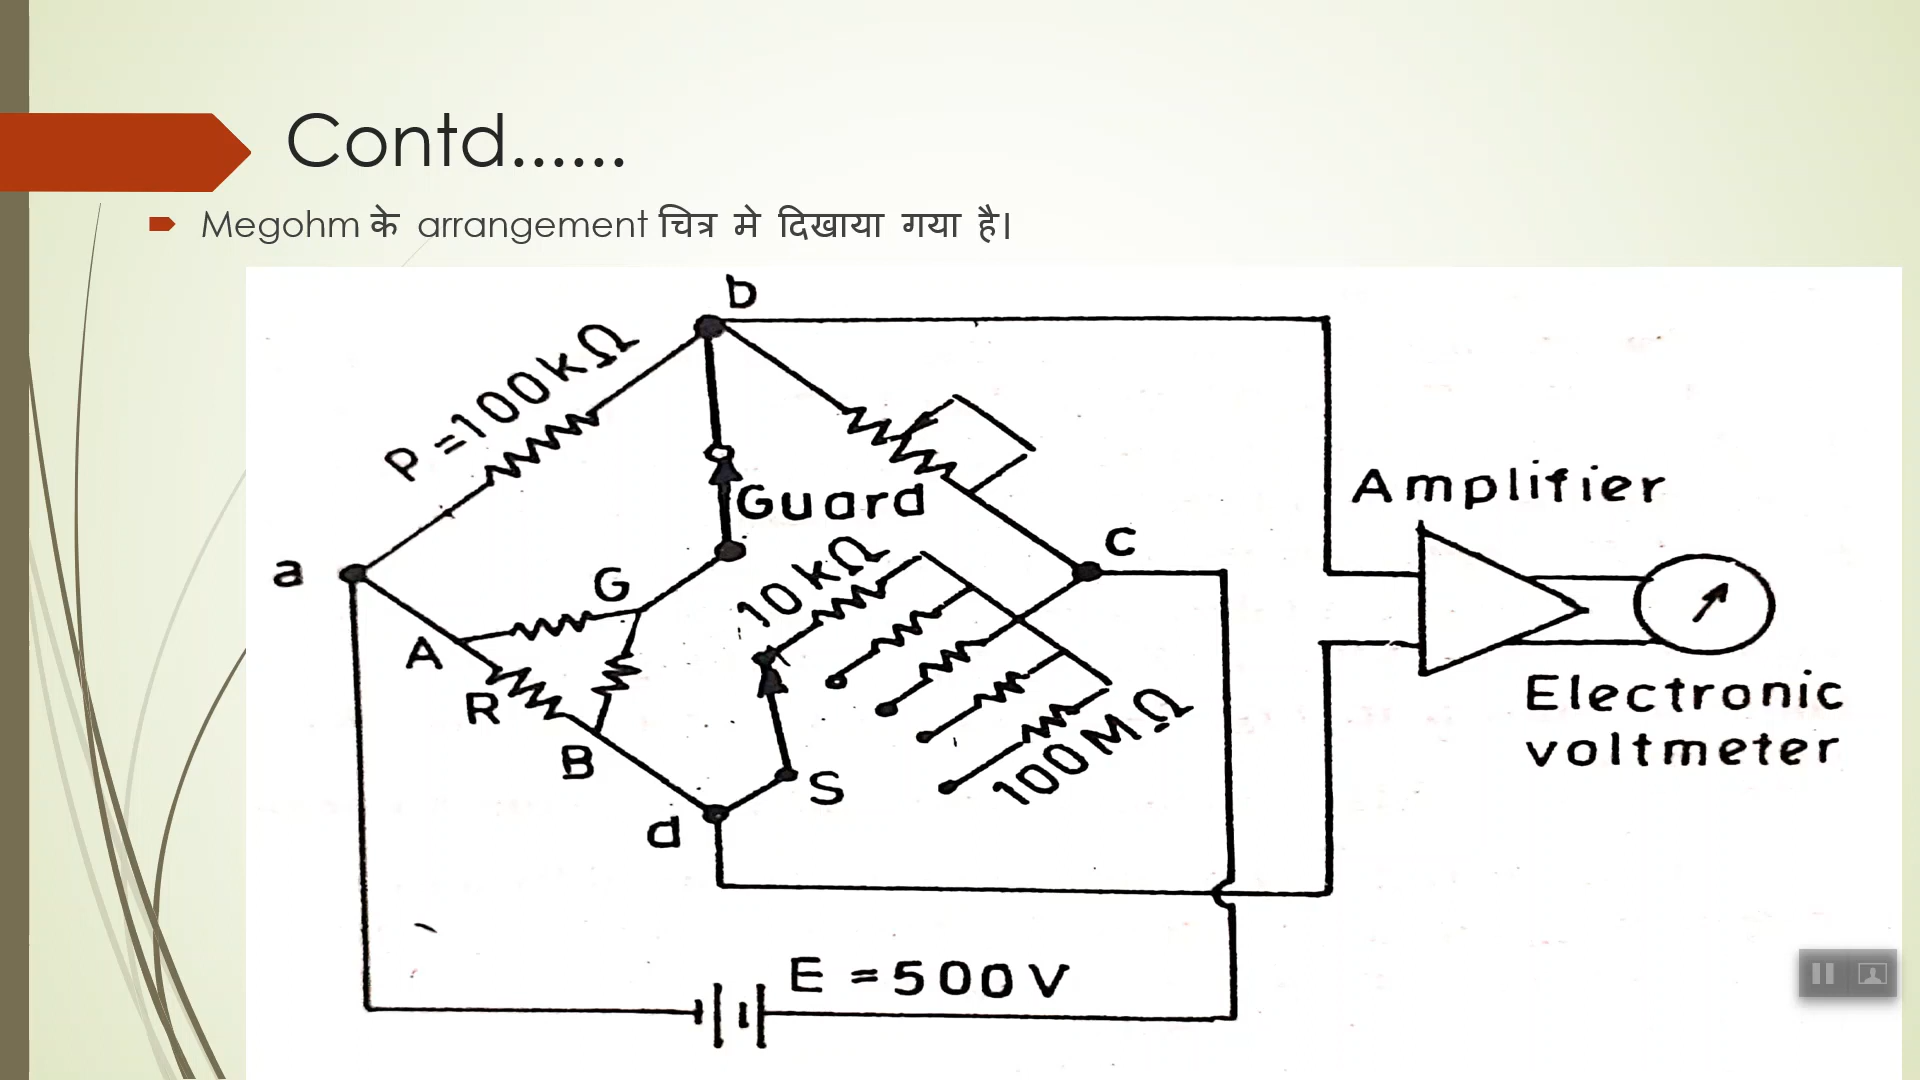 Contd......
Megohm के arrangement चित्र मे दिखाया गया है।
b
P=100kΩ
Guard
Amplifier
c
a
G
10kΩ
A
R
B
S
100MΩ
Electronic
voltmeter
d
E=500V